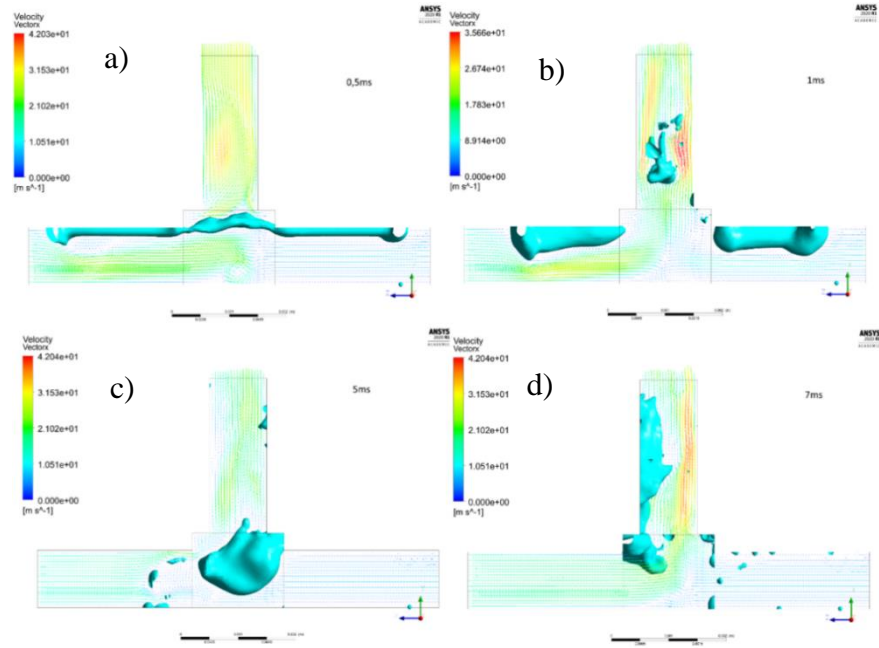 Velocity
Vectorx
4.203e+01
3.153e+01
2.102e+01
1.051e+01
0.000e+00
[m s^-1]
a)
ANSYS
0,5ms
Velocity
Vectorx
3.566e+01
2.674e+01
1.783e+01
8.914e+00
0.000e+00
[m s^-1]
b)
ANSYS
1ms
Velocity
Vectorx
4.204e+01
3.153e+01
2.102e+01
1.051e+01
0.000e+00
[m s^-1]
c)
ANSYS
5ms
Velocity
Vectorx
4.204e+01
3.153e+01
2.102e+01
1.051e+01
0.000e+00
[m s^-1]
d)
ANSYS
7ms